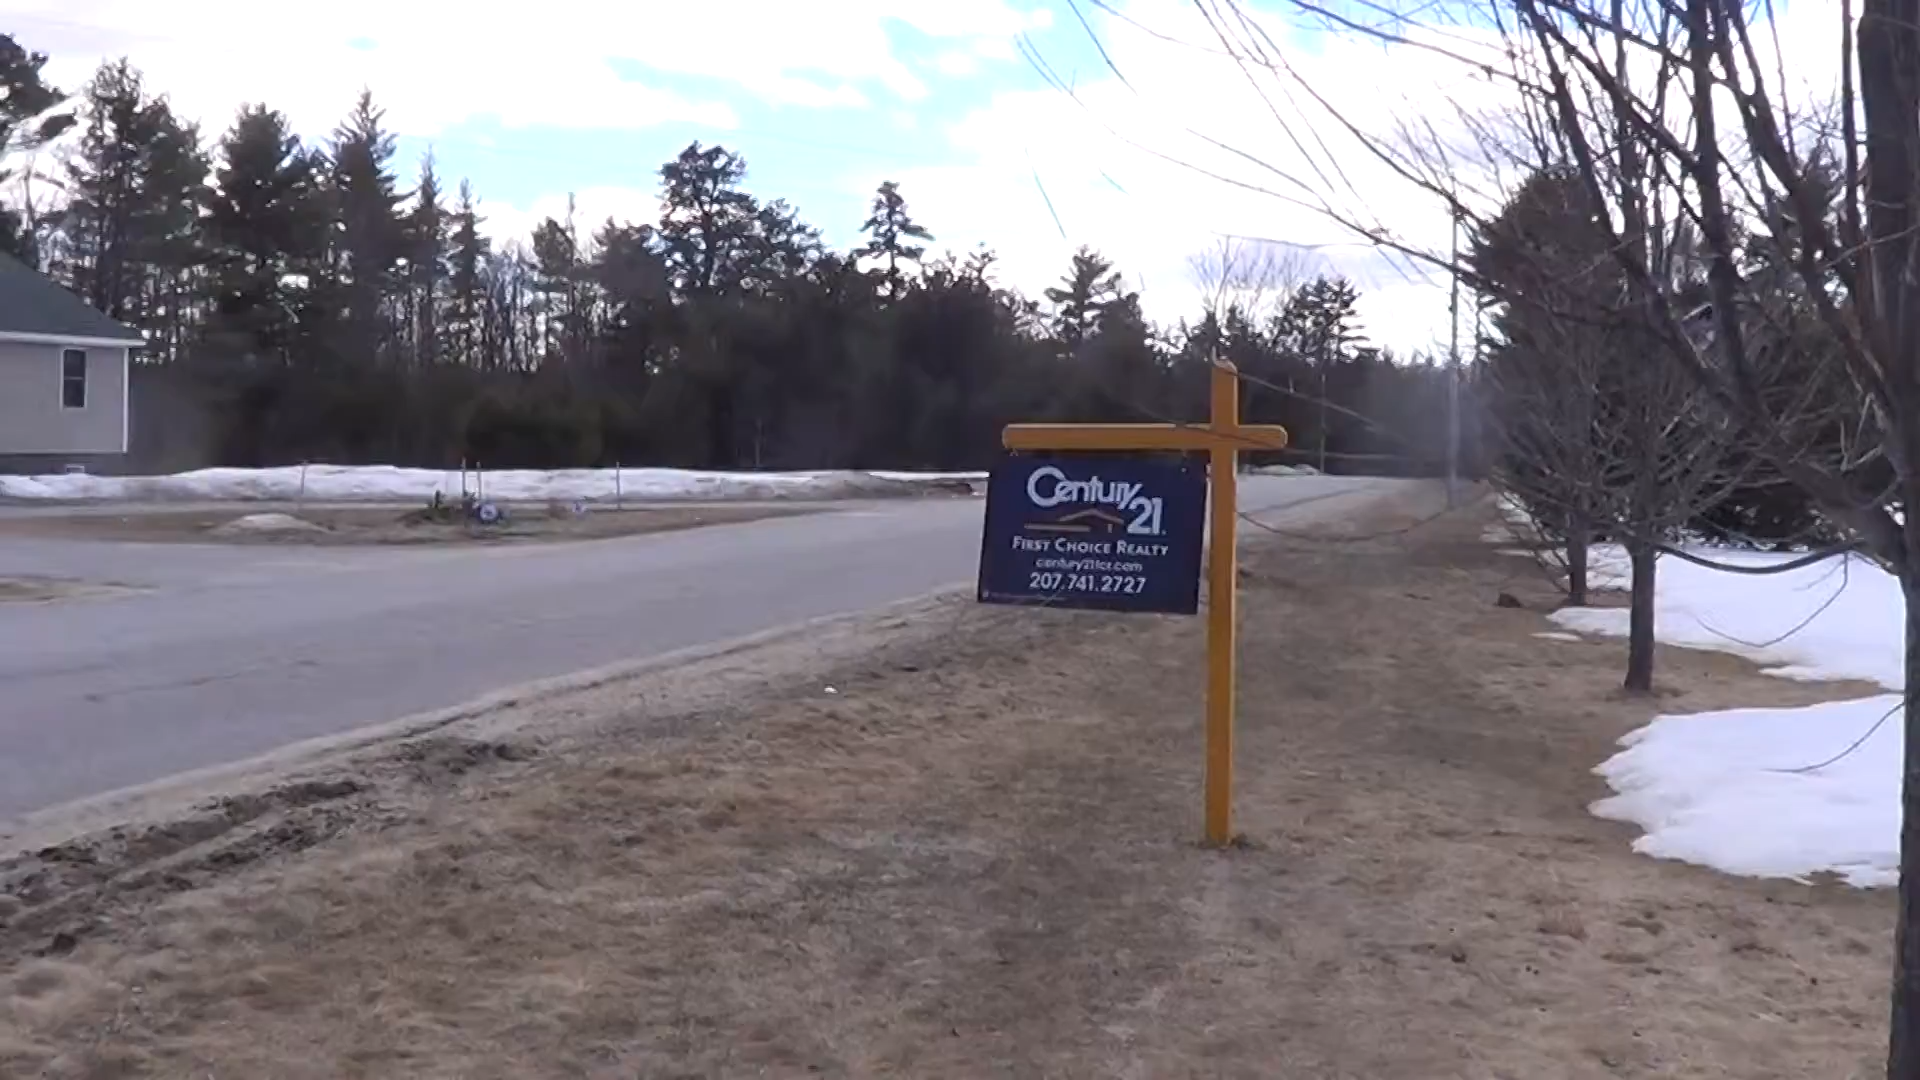 Century
21
First Choice Realty
century21fcr.com
207.741.2727